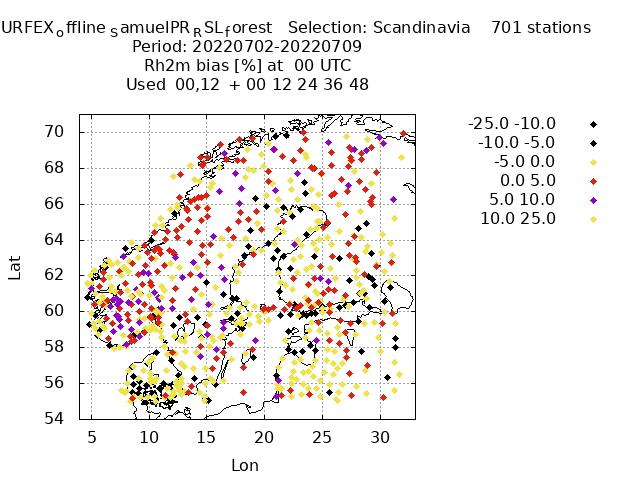 URFEXoffline SamuelPRRSLforest Selection: Scandinavia 701 stations
Period: 20220702-20220709
Rh2m bias [%] at 00 UTC
Used 00,12 + 00 12 24 36 48
-25.0 -10.0
-10.0 -5.0
-5.0 0.0
0.0 5.0
5.0 10.0
10.0 25.0
70
68
66
64
62
60
58
56
54
Lat
5 10 15 20 25 30
Lon